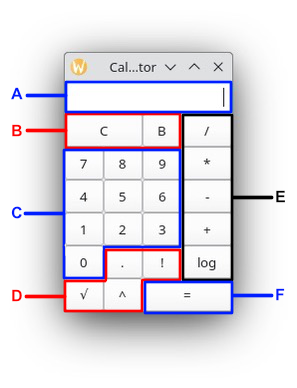 Cal...tor
A
B C B /
7 8 9 *
4 5 6 -
C E
1 2 3 +
0 . ! log
D √ ^ = F